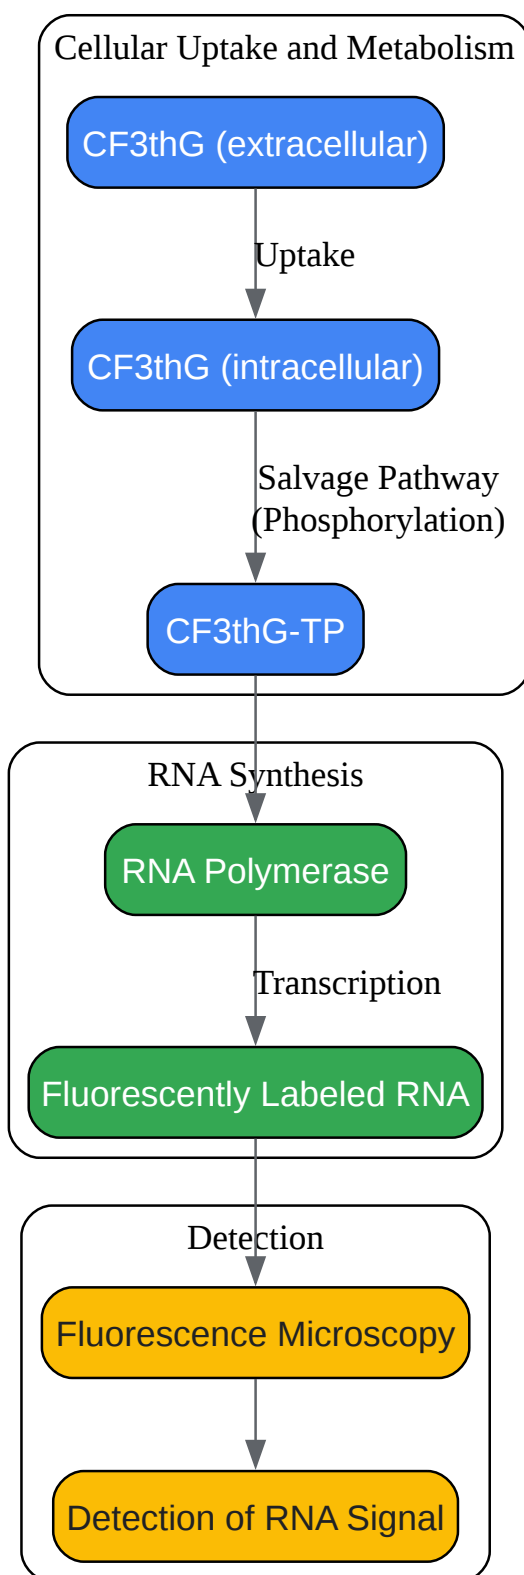 Cellular Uptake and Metabolism
CF3thG (extracellular)
Uptake
CF3thG (intracellular)
Salvage Pathway
(Phosphorylation)
CF3thG-TP
RNA Synthesis
RNA Polymerase
Transcription
Fluorescently Labeled RNA
Detection
Fluorescence Microscopy
Detection of RNA Signal